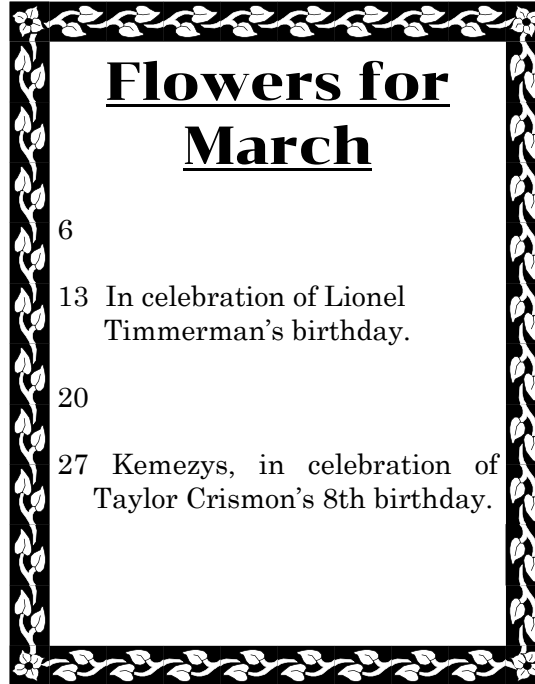 Flowers for
March
6
13 In celebration of Lionel
Timmerman’s birthday.
20
27 Kemezys, in celebration of
Taylor Crismon’s 8th birthday.